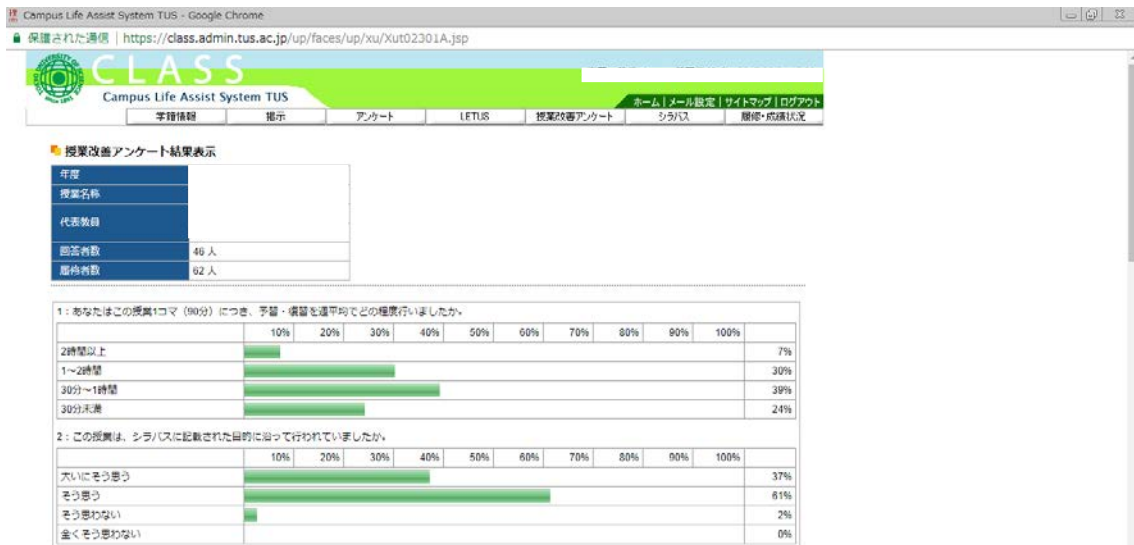 Campus Life Assist System TUS - Google Chrome
保護された通信 | https://class.admin.tus.ac.jp/up/faces/up/xu/Xut02301A.jsp
CLASS
Campus Life Assist System TUS
ホーム | メール設定 | サイトマップ | ログアウト
学籍情報 掲示 アンケート LETUS 授業改善アンケート シラバス 履修・成績状況
授業改善アンケート結果表示
年度
授業名称
代表教員
回答者数 46 人
履修者数 62 人
1：あなたはこの授業1コマ（90分）につき、予習・復習を週平均でどの程度行いましたか。
10% 20% 30% 40% 50% 60% 70% 80% 90% 100%
2時間以上 7%
1～2時間 30%
30分～1時間 39%
30分未満 24%
2：この授業は、シラバスに記載された目的に沿って行われていましたか。
10% 20% 30% 40% 50% 60% 70% 80% 90% 100%
大いにそう思う 37%
そう思う 61%
そう思わない 2%
全くそう思わない 0%